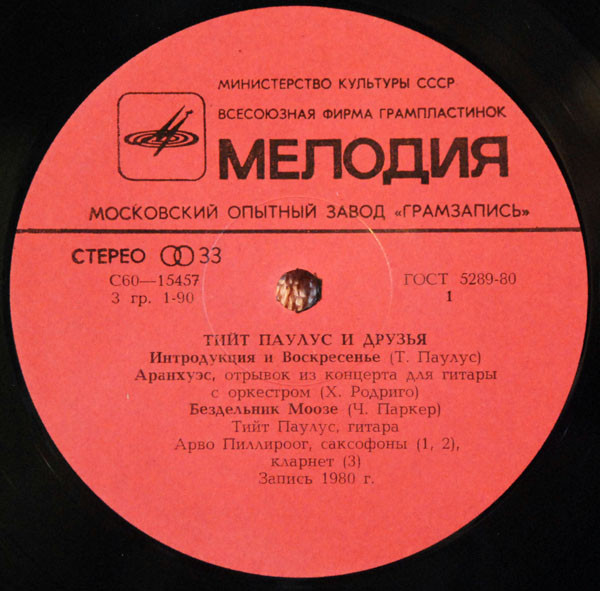 МИНИСТЕРСТВО КУЛЬТУРЫ СССР
ВСЕСОЮЗНАЯ ФИРМА ГРАМПЛАСТИНОК
МЕЛОДИЯ
МОСКОВСКИЙ ОПЫТНЫЙ ЗАВОД «ГРАМЗАПИСЬ»
СТЕРЕО 33
С60—15457
3 гр. 1-90
ГОСТ 5289-80
1
ТИЙТ ПАУЛУС И ДРУЗЬЯ
Интродукция и Воскресенье (Т. Паулус)
Аранхуэс, отрывок из концерта для гитары
с оркестром (Х. Родриго)
Бездельник Моозе (Ч. Паркер)
Тийт Паулус, гитара
Арво Пиллироог, саксофоны (1, 2),
кларнет (3)
Запись 1980 г.